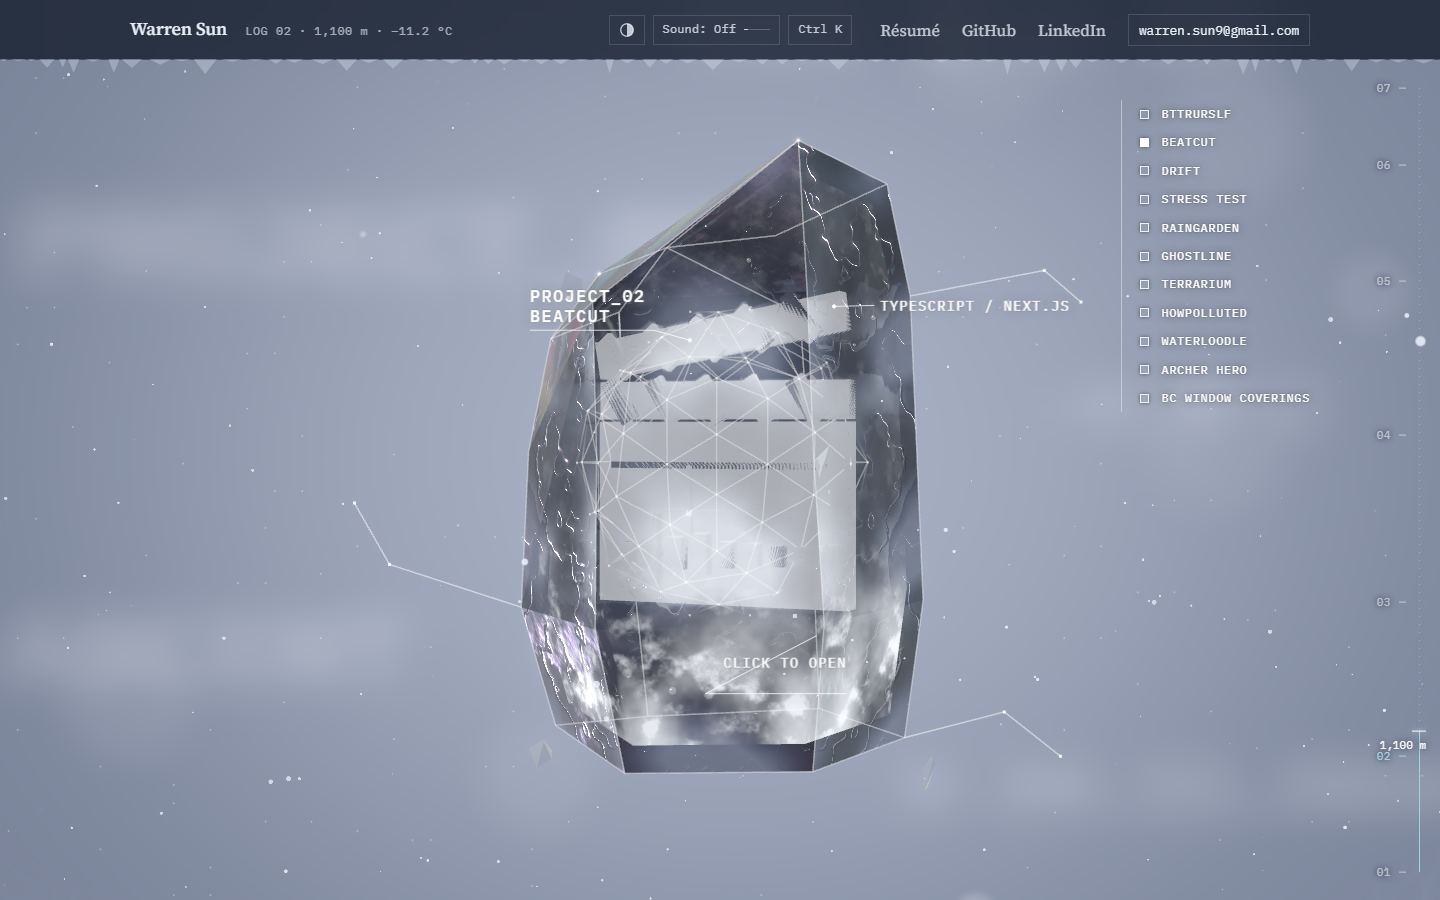 Warren Sun
LOG 02 · 1,100 m · −11.2 °C
Sound: Off
Ctrl K
Résumé
GitHub
LinkedIn
warren.sun9@gmail.com
07
BTTRURSLF
BEATCUT
06
DRIFT
STRESS TEST
RAINGARDEN
GHOSTLINE
TERRARIUM
05
HOWPOLLUTED
WATERLOODLE
ARCHER HERO
BC WINDOW COVERINGS
PROJECT_02
BEATCUT
TYPESCRIPT / NEXT.JS
04
03
CLICK TO OPEN
1,100 m
02
01